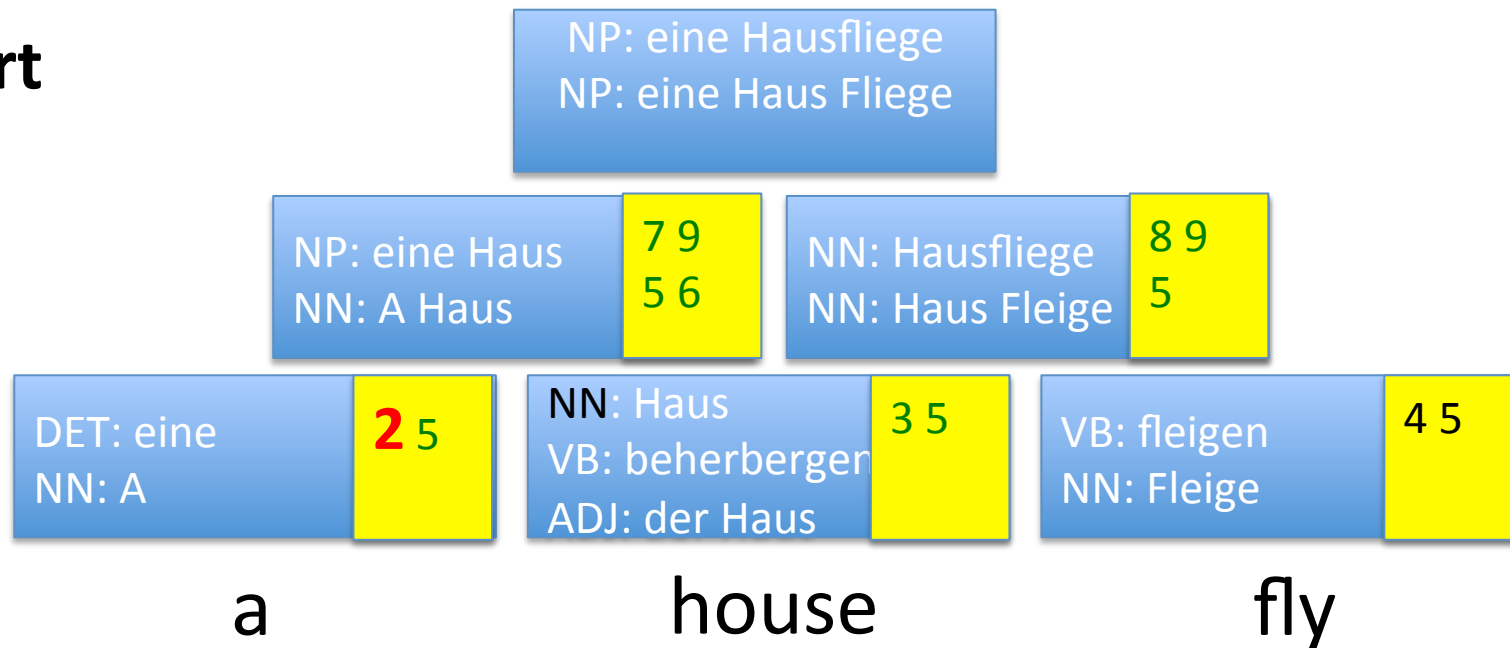 rt
NP: eine Hausfliege
NP: eine Haus Fliege
NP: eine Haus
NN: A Haus
7 9
5 6
NN: Hausfliege
NN: Haus Fleige
8 9
5
DET: eine
NN: A
2 5
NN: Haus
VB: beherbergen
ADJ: der Haus
3 5
VB: fleigen
NN: Fleige
4 5
a
house
fly